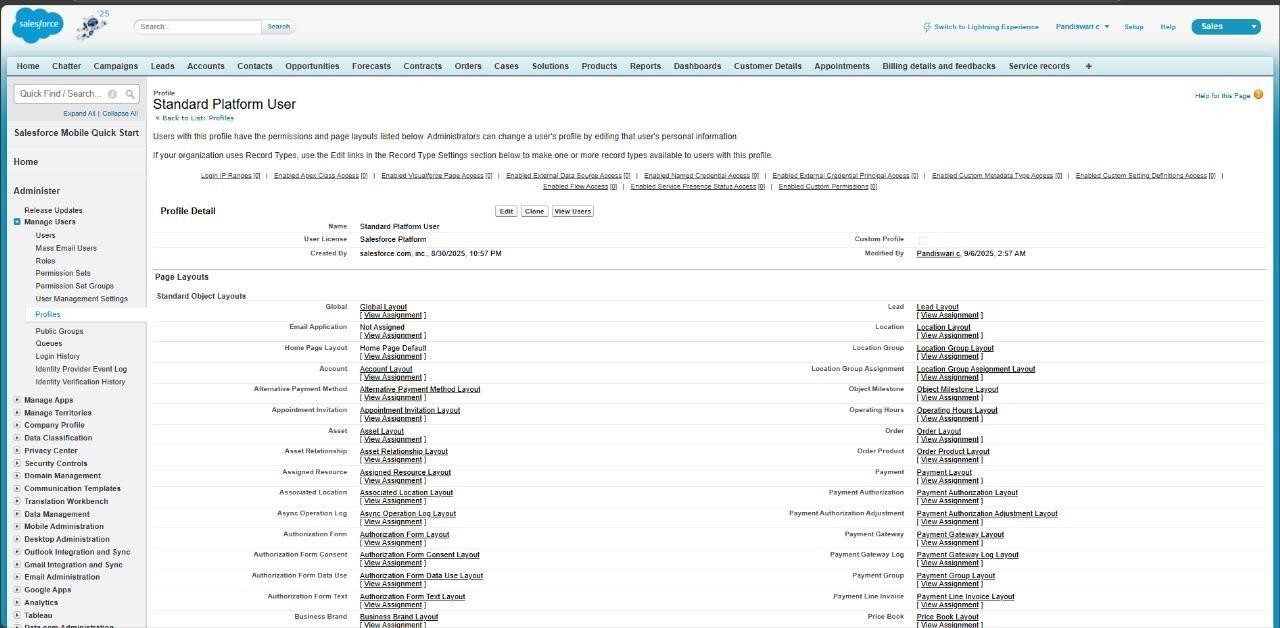 salesforce
'25
Search...
Search
Switch to Lightning Experience
Pandiswari c
Setup
Help
Sales
Home Chatter Campaigns Leads Accounts Contacts Opportunities Forecasts Contracts Orders Cases Solutions Products Reports Dashboards Customer Details Appointments Billing details and feedbacks Service records +
Quick Find / Search...
Expand All | Collapse All
Salesforce Mobile Quick Start
Home
Administer
Release Updates
Manage Users
Users
Mass Email Users
Roles
Permission Sets
Permission Set Groups
User Management Settings
Profiles
Public Groups
Queues
Login History
Identity Provider Event Log
Identity Verification History
Manage Apps
Manage Territories
Company Profile
Data Classification
Privacy Center
Security Controls
Domain Management
Communication Templates
Translation Workbench
Data Management
Mobile Administration
Desktop Administration
Outlook Integration and Sync
Gmail Integration and Sync
Email Administration
Google Apps
Analytics
Tableau
Data.com Administration
Profile
Standard Platform User
« Back to List: Profiles
Help for this Page
Users with this profile have the permissions and page layouts listed below. Administrators can change a user's profile by editing that user's personal information.
If your organization uses Record Types, use the Edit links in the Record Type Settings section below to make one or more record types available to users with this profile.
Login IP Ranges [0] | Enabled Apex Class Access [0] | Enabled Visualforce Page Access [0] | Enabled External Data Source Access [0] | Enabled Named Credential Access [0] | Enabled External Credential Principal Access [0] | Enabled Custom Metadata Type Access [0] | Enabled Custom Setting Definitions Access [0] |
Enabled Flow Access [0] | Enabled Service Presence Status Access [0] | Enabled Custom Permissions [0]
Profile Detail Edit Clone View Users
Name Standard Platform User
User License Salesforce Platform Custom Profile
Created By salesforce.com, inc., 8/30/2025, 10:57 PM Modified By Pandiswari c, 9/6/2025, 2:57 AM
Page Layouts
Standard Object Layouts
Global Global Layout Lead Lead Layout
[ View Assignment ] [ View Assignment ]
Email Application Not Assigned Location Location Layout
[ View Assignment ] [ View Assignment ]
Home Page Layout Home Page Default Location Group Location Group Layout
[ View Assignment ] [ View Assignment ]
Account Account Layout Location Group Assignment Location Group Assignment Layout
[ View Assignment ] [ View Assignment ]
Alternative Payment Method Alternative Payment Method Layout Object Milestone Object Milestone Layout
[ View Assignment ] [ View Assignment ]
Appointment Invitation Appointment Invitation Layout Operating Hours Operating Hours Layout
[ View Assignment ] [ View Assignment ]
Asset Asset Layout Order Order Layout
[ View Assignment ] [ View Assignment ]
Asset Relationship Asset Relationship Layout Order Product Order Product Layout
[ View Assignment ] [ View Assignment ]
Assigned Resource Assigned Resource Layout Payment Payment Layout
[ View Assignment ] [ View Assignment ]
Associated Location Associated Location Layout Payment Authorization Payment Authorization Layout
[ View Assignment ] [ View Assignment ]
Async Operation Log Async Operation Log Layout Payment Authorization Adjustment Payment Authorization Adjustment Layout
[ View Assignment ] [ View Assignment ]
Authorization Form Authorization Form Layout Payment Gateway Payment Gateway Layout
[ View Assignment ] [ View Assignment ]
Authorization Form Consent Authorization Form Consent Layout Payment Gateway Log Payment Gateway Log Layout
[ View Assignment ] [ View Assignment ]
Authorization Form Data Use Authorization Form Data Use Layout Payment Group Payment Group Layout
[ View Assignment ] [ View Assignment ]
Authorization Form Text Authorization Form Text Layout Payment Line Invoice Payment Line Invoice Layout
[ View Assignment ] [ View Assignment ]
Business Brand Business Brand Layout Price Book Price Book Layout
[ View Assignment ] [ View Assignment ]